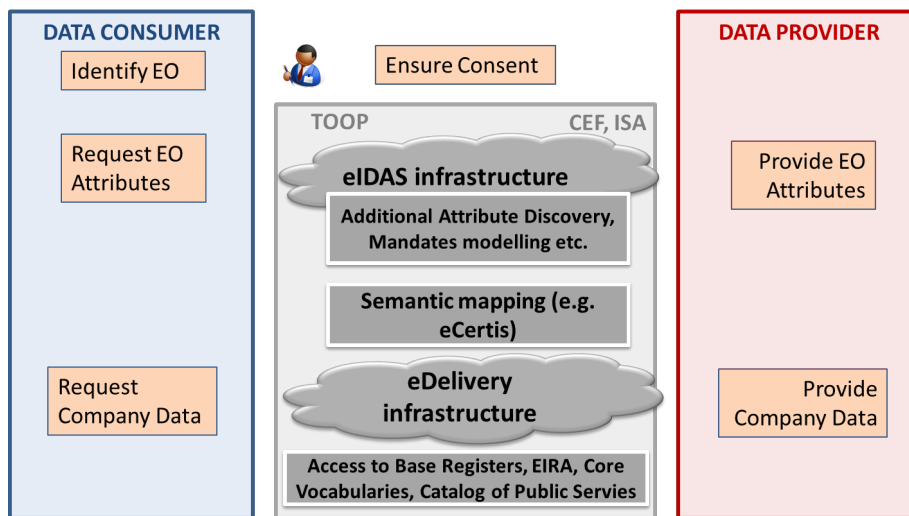 DATA CONSUMER
Identify EO
Request EO
Attributes
Request
Company Data
Ensure Consent
TOOP
CEF, ISA
eIDAS infrastructure
Additional Attribute Discovery,
Mandates modelling etc.
Semantic mapping (e.g.
eCertis)
eDelivery
infrastructure
Access to Base Registers, EIRA, Core
Vocabularies, Catalog of Public Servies
DATA PROVIDER
Provide EO
Attributes
Provide
Company Data